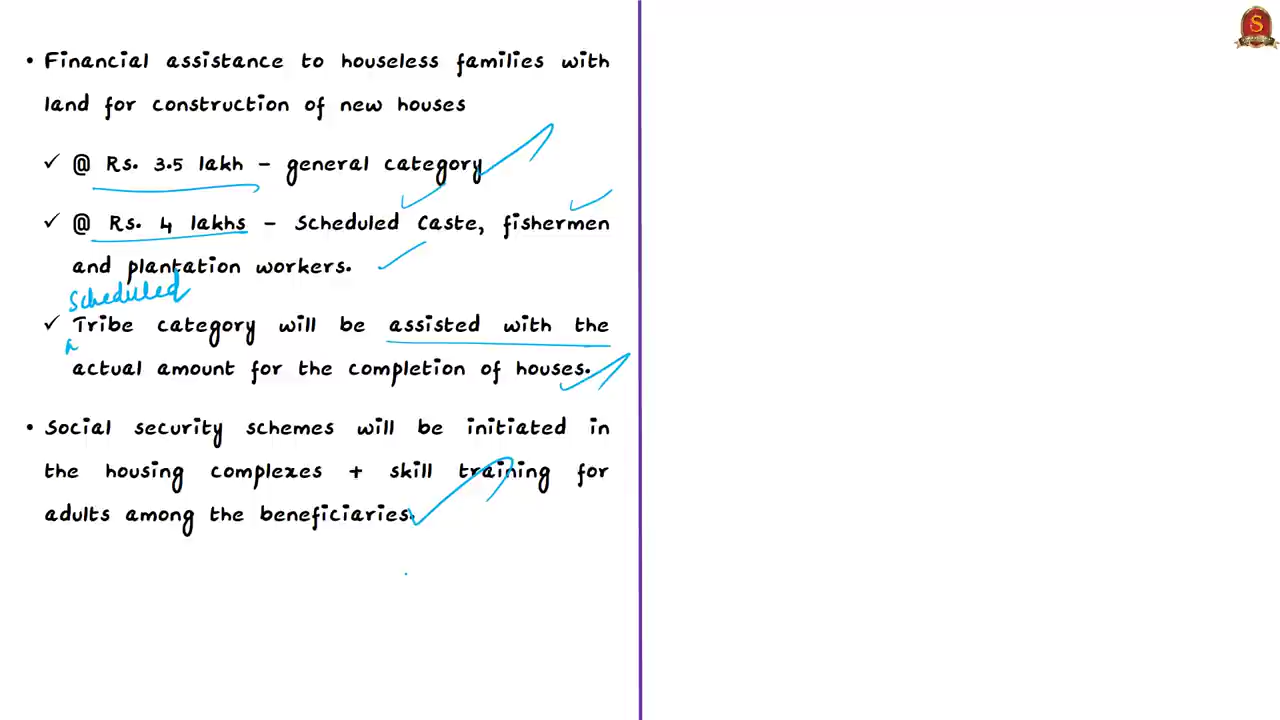 • Financial assistance to houseless families with
land for construction of new houses
✓ @ Rs. 3.5 lakh – general category
✓ @ Rs. 4 lakhs – Scheduled Caste, fishermen
and plantation workers.
Scheduled
✓ Tribe category will be assisted with the
actual amount for the completion of houses.
• Social security schemes will be initiated in
the housing complexes + skill training for
adults among the beneficiaries.
S